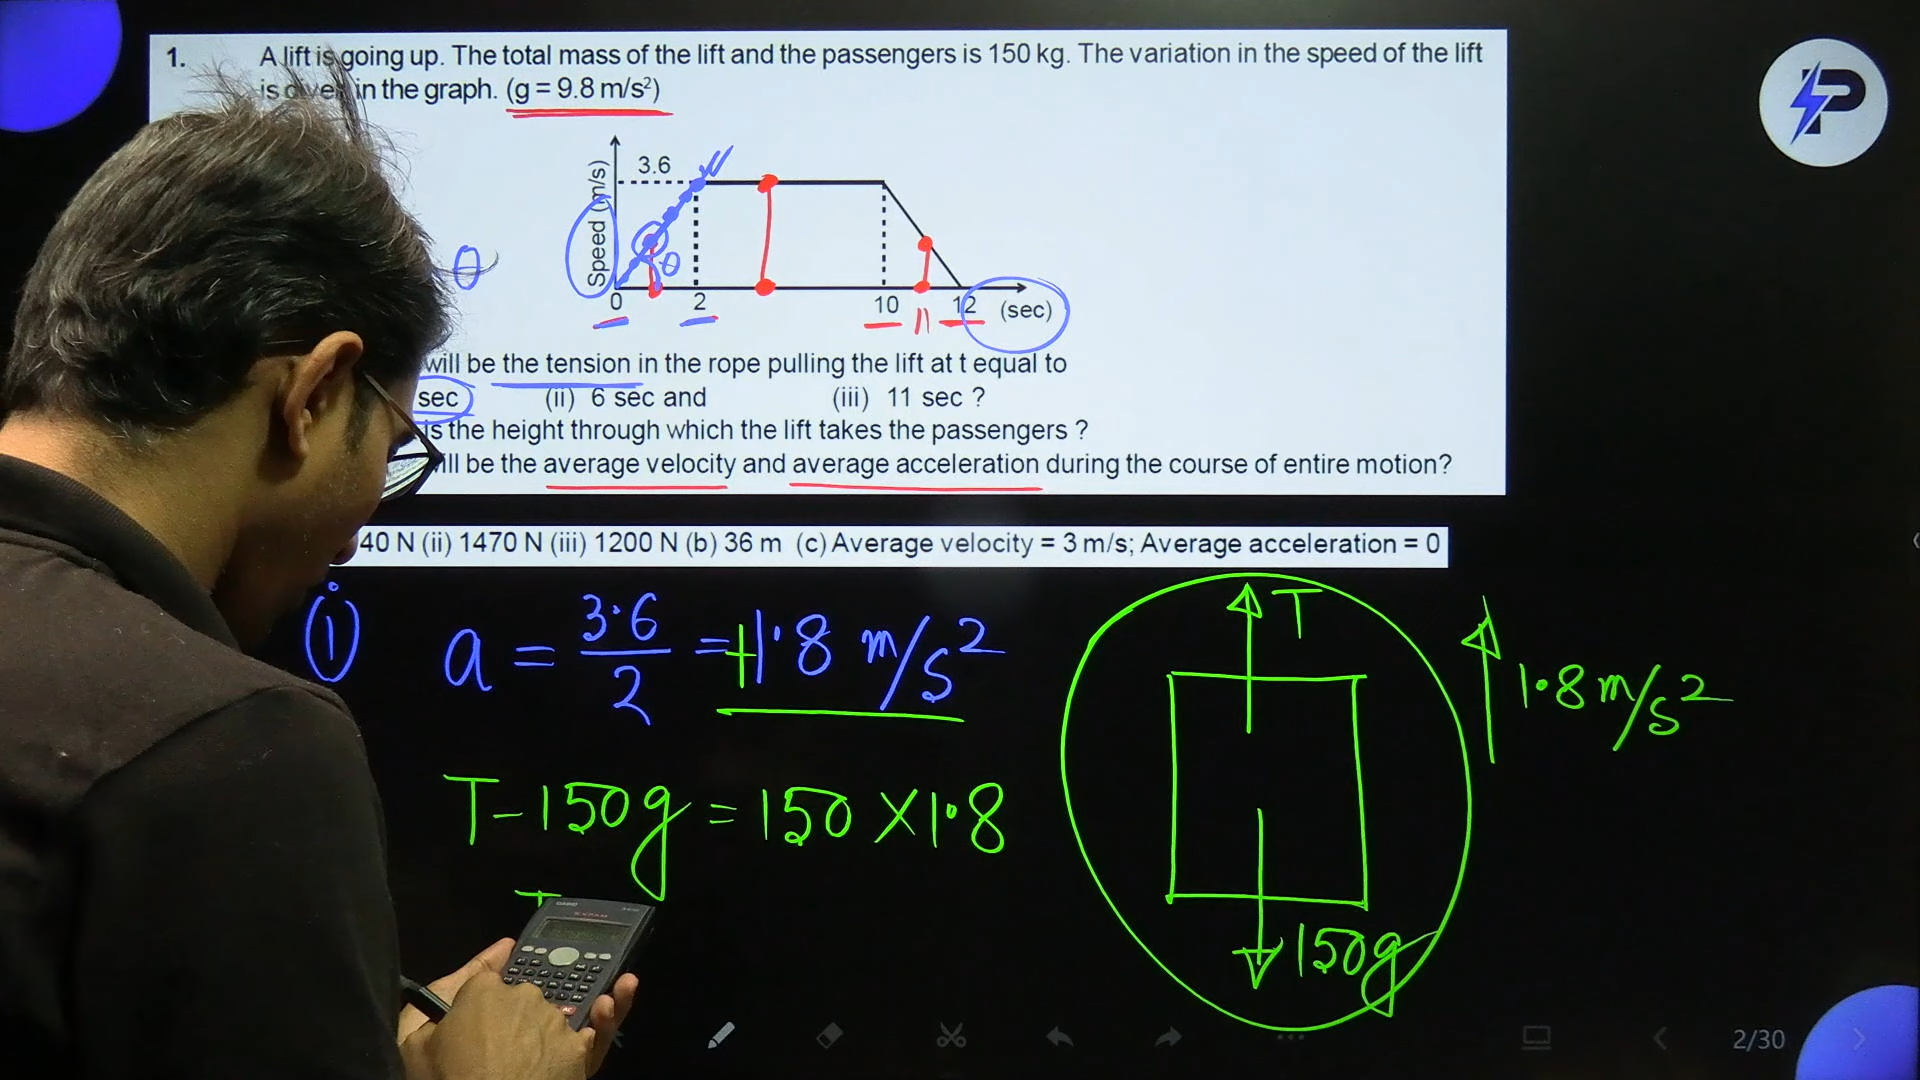 1. A lift is going up. The total mass of the lift and the passengers is 150 kg. The variation in the speed of the lift
is given in the graph. (g = 9.8 m/s²)
Speed (m/s)
3.6
θ
θ
0 2 10 11 12 (sec)
will be the tension in the rope pulling the lift at t equal to
sec (ii) 6 sec and (iii) 11 sec ?
is the height through which the lift takes the passengers ?
ill be the average velocity and average acceleration during the course of entire motion?
40 N (ii) 1470 N (iii) 1200 N (b) 36 m (c) Average velocity = 3 m/s; Average acceleration = 0
(i) a = 3.6/2 = +1.8 m/s²
T
1.8 m/s²
T - 150g = 150 × 1.8
T
150g
CASIO
P
2/30